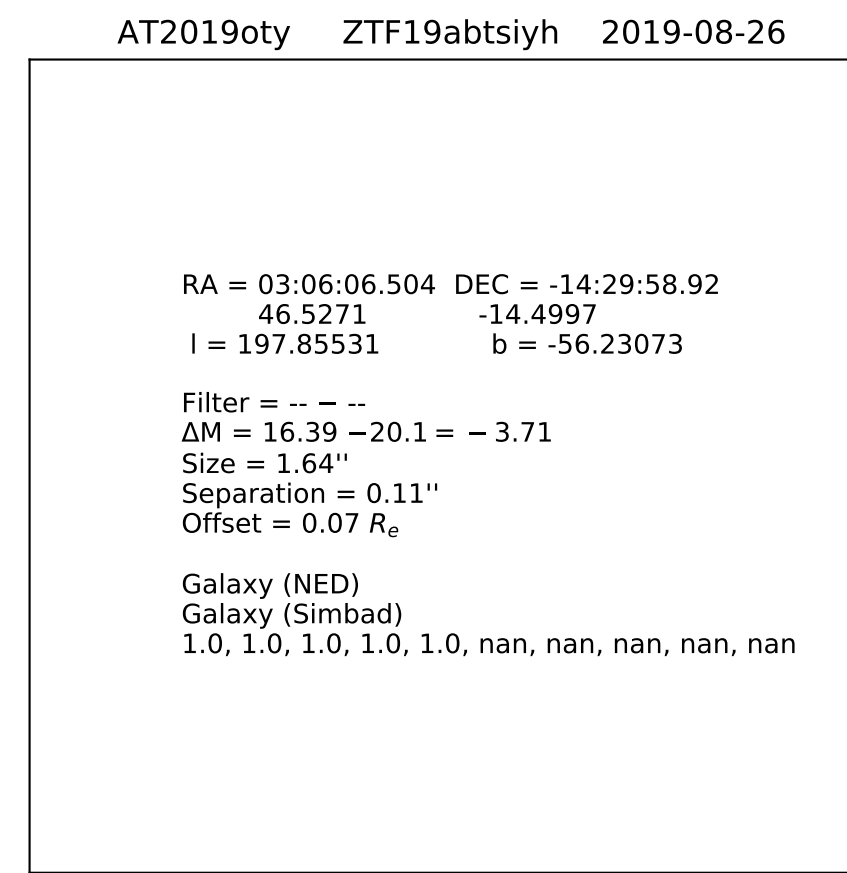 AT2019oty ZTF19abtsiyh 2019-08-26
RA = 03:06:06.504 DEC = -14:29:58.92
46.5271 -14.4997
l = 197.85531 b = -56.23073
Filter = -- − --
ΔM = 16.39 −20.1 = − 3.71
Size = 1.64''
Separation = 0.11''
Offset = 0.07 Re
Galaxy (NED)
Galaxy (Simbad)
1.0, 1.0, 1.0, 1.0, 1.0, nan, nan, nan, nan, nan